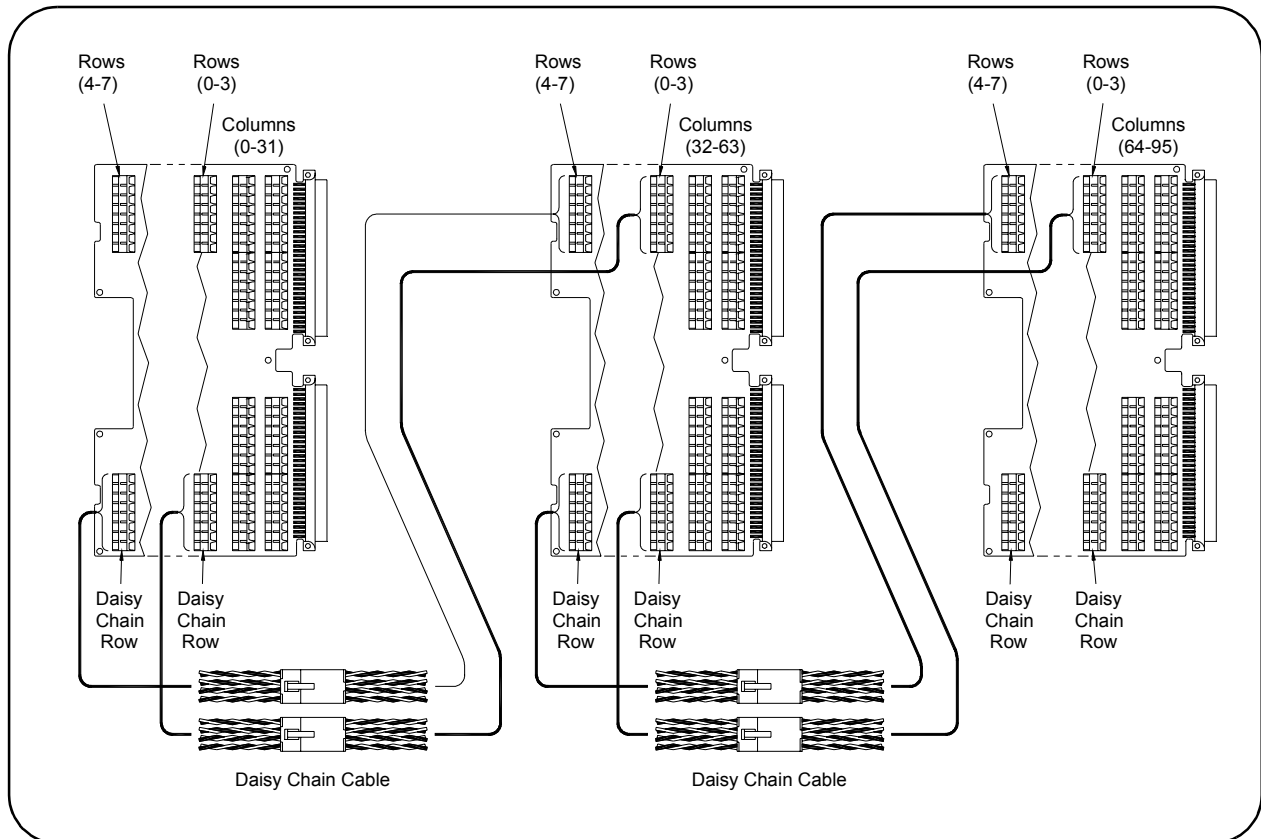 Rows
(4-7)
Rows
(0-3)
Columns
(0-31)
Rows
(4-7)
Rows
(0-3)
Columns
(32-63)
Rows
(4-7)
Rows
(0-3)
Columns
(64-95)
Daisy
Chain
Row
Daisy
Chain
Row
Daisy
Chain
Row
Daisy
Chain
Row
Daisy
Chain
Row
Daisy
Chain
Row
Daisy Chain Cable
Daisy Chain Cable